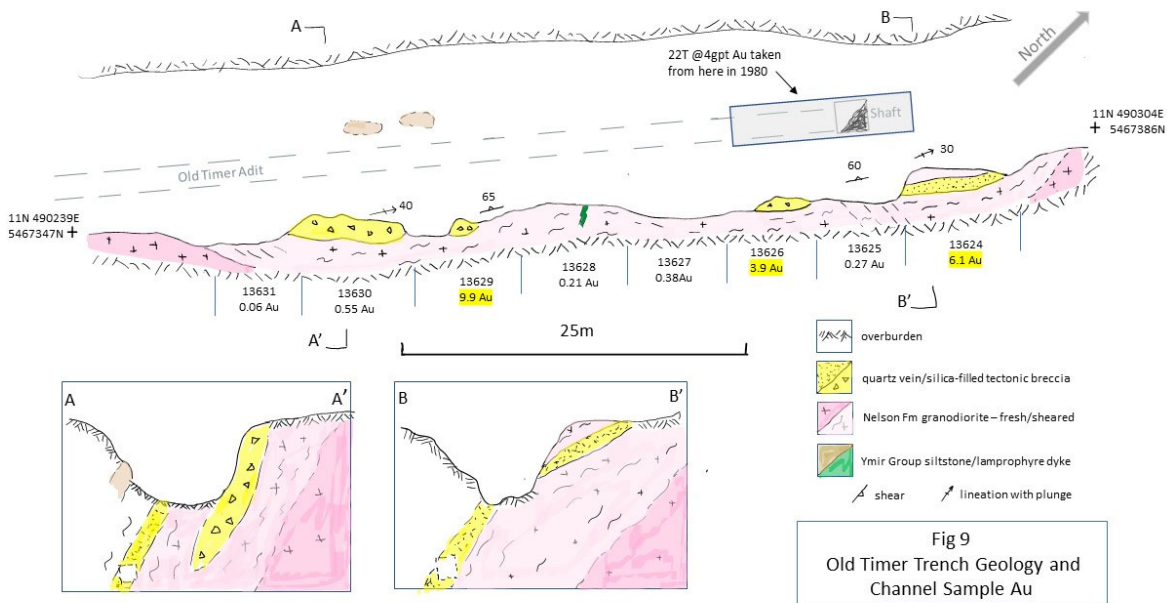 A
B
North
22T @4gpt Au taken
from here in 1980
Shaft
11N 490304E
5467386N
Old Timer Adit
30
60
65
40
11N 490239E
5467347N
13631
0.06 Au
13630
0.55 Au
13629
9.9 Au
13628
0.21 Au
13627
0.38Au
13626
3.9 Au
13625
0.27 Au
13624
6.1 Au
A'
B'
25m
overburden
quartz vein/silica-filled tectonic breccia
Nelson Fm granodiorite – fresh/sheared
Ymir Group siltstone/lamprophyre dyke
shear
lineation with plunge
A
A'
B
B'
Fig 9
Old Timer Trench Geology and
Channel Sample Au